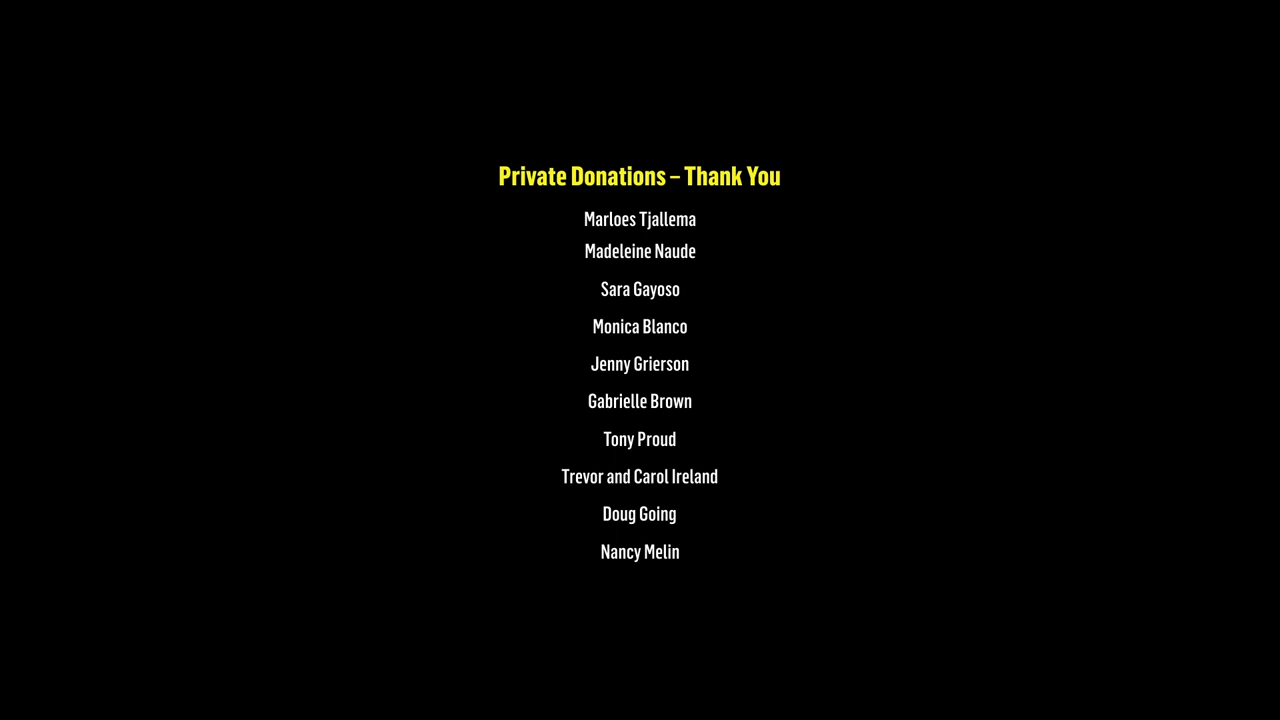 Private Donations – Thank You
Marloes Tjallema
Madeleine Naude
Sara Gayoso
Monica Blanco
Jenny Grierson
Gabrielle Brown
Tony Proud
Trevor and Carol Ireland
Doug Going
Nancy Melin